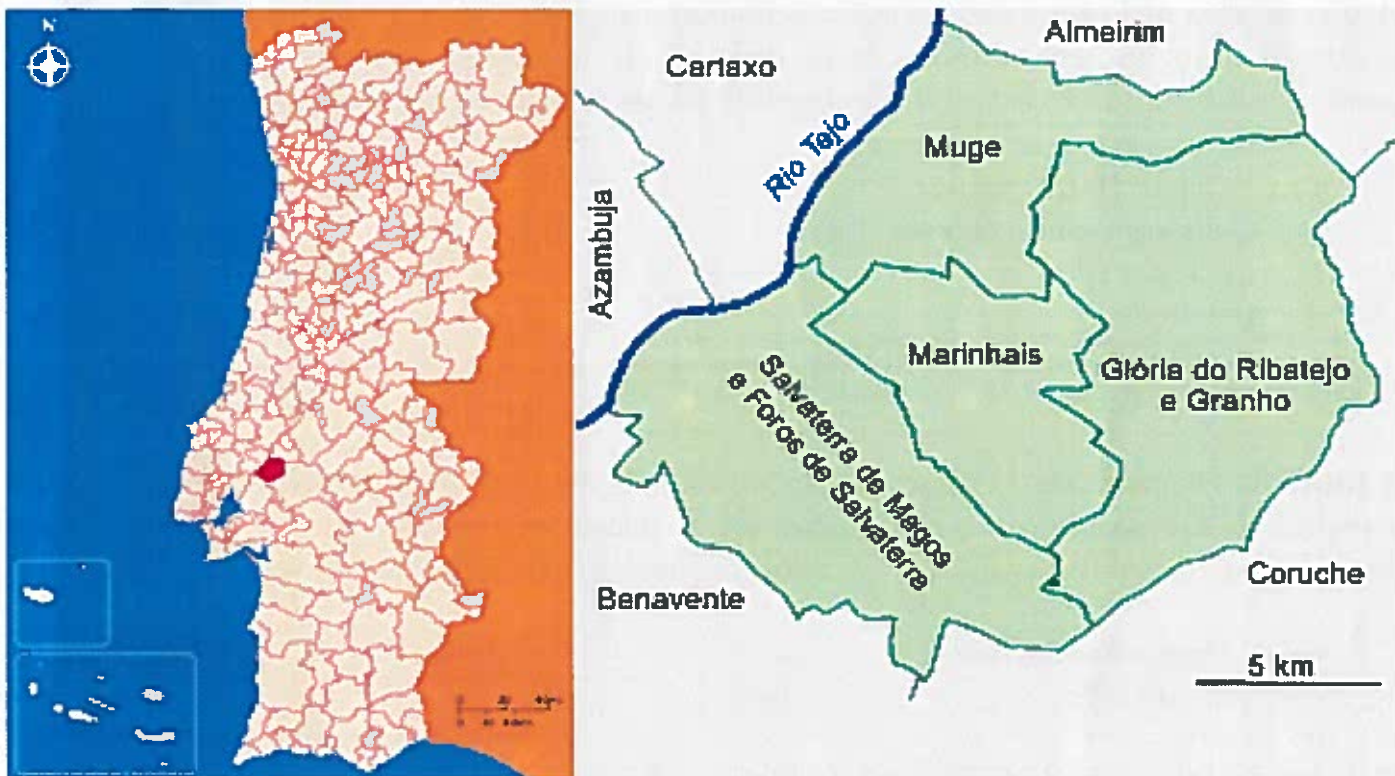 N
Cartaxo
Almeirim
Rio Tejo
Muge
Azambuja
Marinhais
Glória do Ribatejo
e Granho
Salvaterra de Magos
e Foros de Salvaterra
Benavente
Coruche
5 km